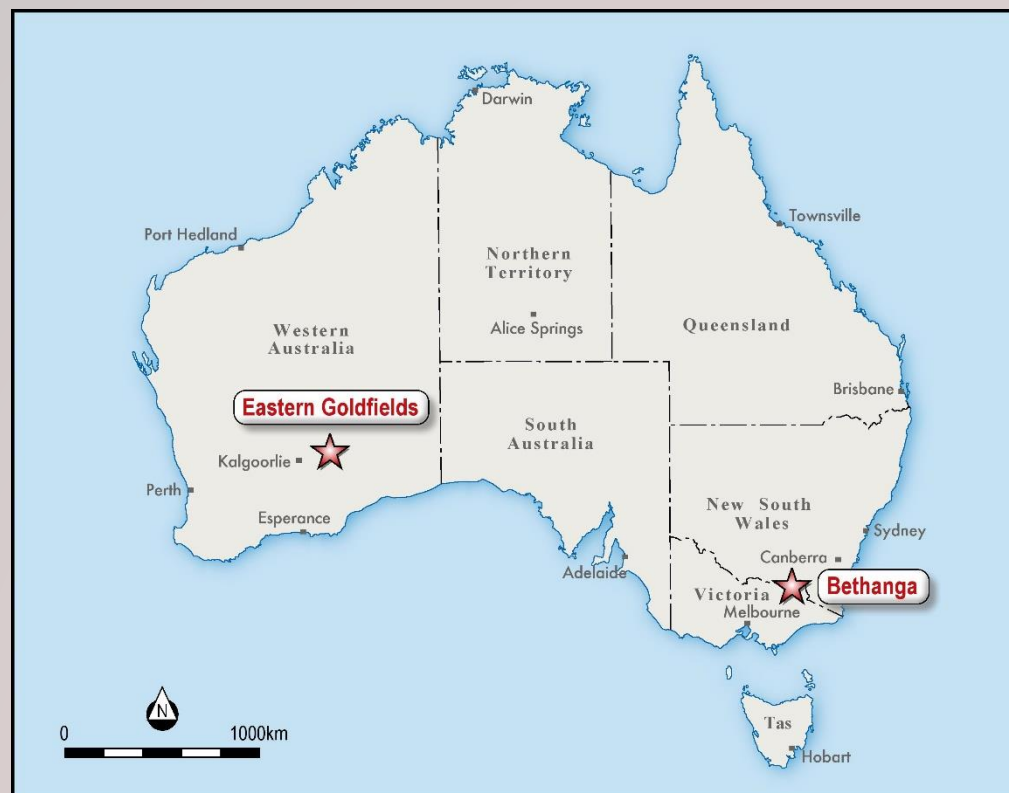 Darwin
Townsville
Port Hedland
Northern
Territory
Alice Springs
Queensland
Western
Australia
Brisbane
Eastern Goldfields
South
Australia
Kalgoorlie
Perth
Esperance
New South
Wales
Sydney
Canberra
Adelaide
Victoria
Bethanga
Melbourne
N
0 1000km
Tas
Hobart